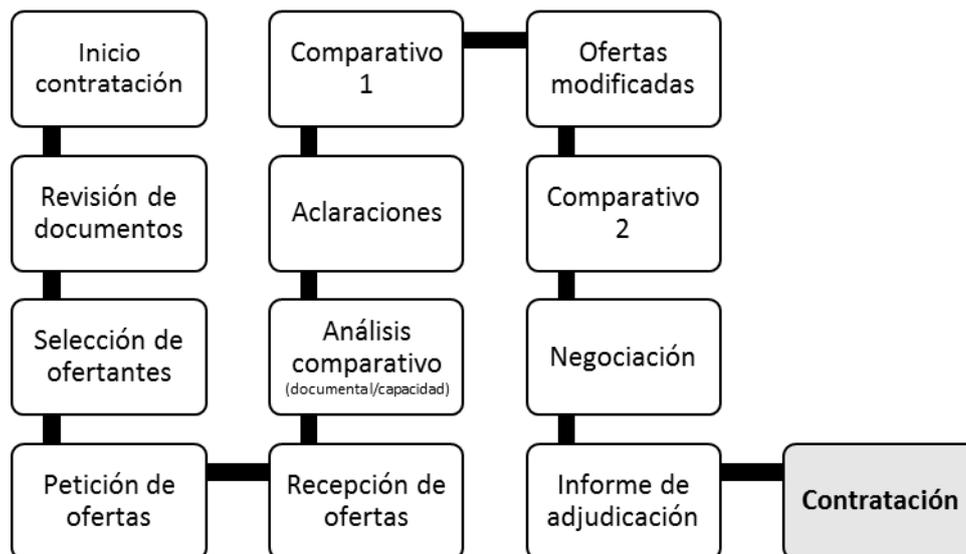 Inicio
contratación
Revisión de
documentos
Selección de
ofertantes
Petición de
ofertas
Recepción de
ofertas
Análisis
comparativo
(documental/capacidad)
Aclaraciones
Comparativo
1
Ofertas
modificadas
Comparativo
2
Negociación
Informe de
adjudicación
Contratación